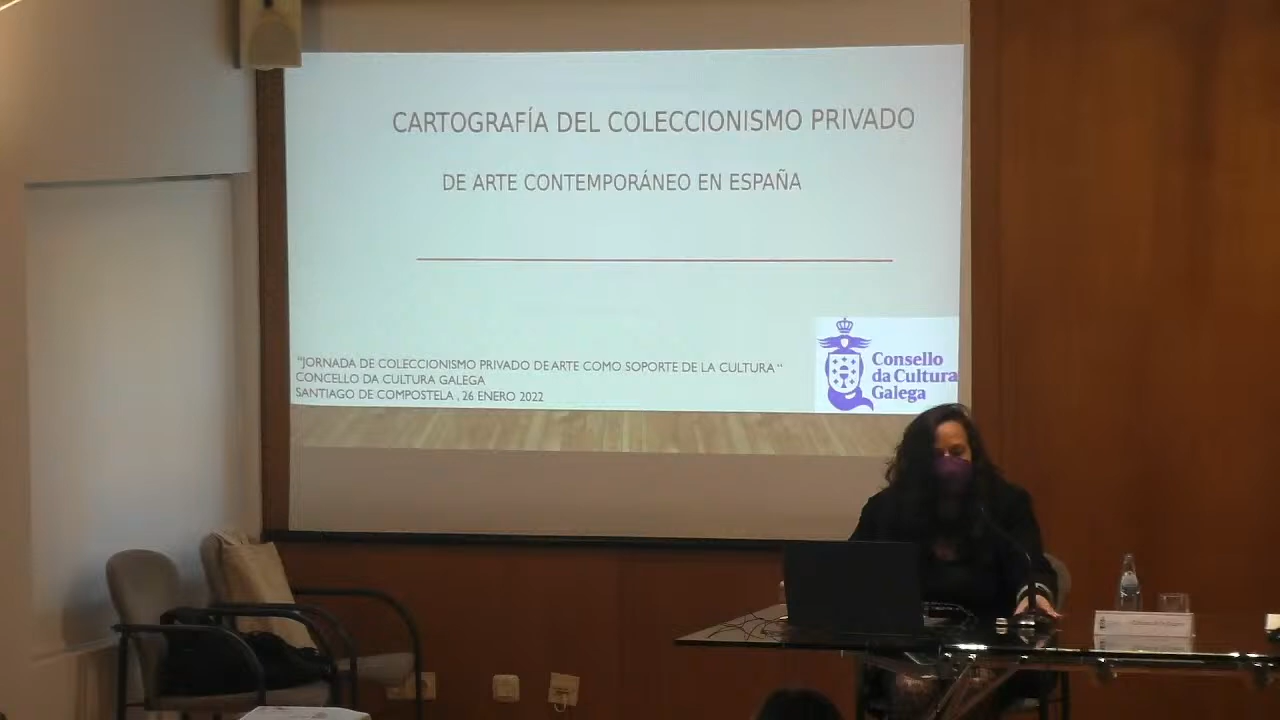 CARTOGRAFÍA DEL COLECCIONISMO PRIVADO
DE ARTE CONTEMPORÁNEO EN ESPAÑA
"JORNADA DE COLECCIONISMO PRIVADO DE ARTE COMO SOPORTE DE LA CULTURA "
CONCELLO DA CULTURA GALEGA
SANTIAGO DE COMPOSTELA , 26 ENERO 2022
Consello
da Cultura
Galega